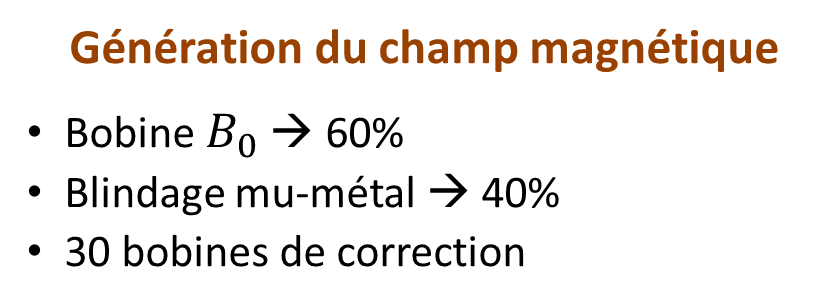 Génération du champ magnétique
• Bobine B₀ → 60%
• Blindage mu-métal → 40%
• 30 bobines de correction